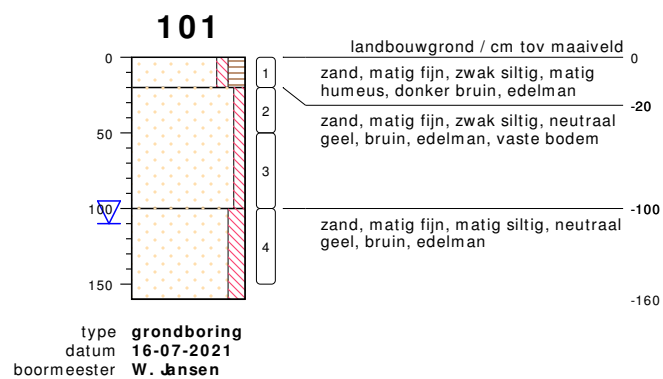 101
landbouwgrond / cm tov maaiveld
0
0
1
zand, matig fijn, zwak siltig, matig
humeus, donker bruin, edelman
-20
2
zand, matig fijn, zwak siltig, neutraal
geel, bruin, edelman, vaste bodem
50
3
100
-100
zand, matig fijn, matig siltig, neutraal
geel, bruin, edelman
4
150
-160
type grondboring
datum 16-07-2021
boormeester W. Jansen